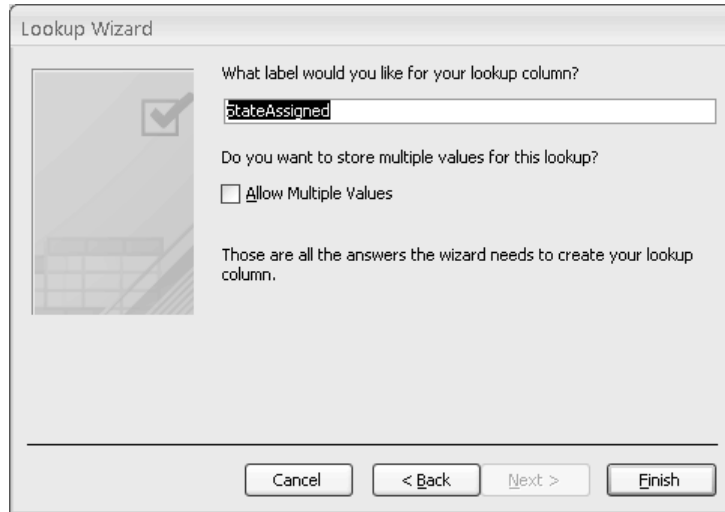 Lookup Wizard
What label would you like for your lookup column?
StateAssigned
Do you want to store multiple values for this lookup?
Allow Multiple Values
Those are all the answers the wizard needs to create your lookup
column.
Cancel
< Back
Next >
Finish